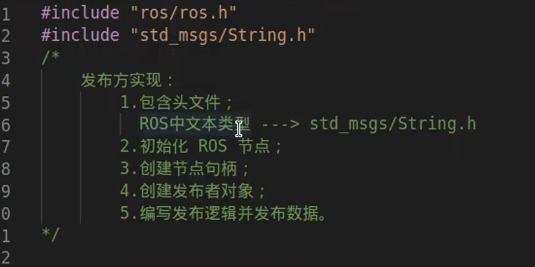 1 #include "ros/ros.h"
2 #include "std_msgs/String.h"
3 /*
4 发布方实现：
5 1.包含头文件；
6 ROS中文本类型 ---> std_msgs/String.h
7 2.初始化 ROS 节点；
8 3.创建节点句柄；
9 4.创建发布者对象；
0 5.编写发布逻辑并发布数据。
1 */
2